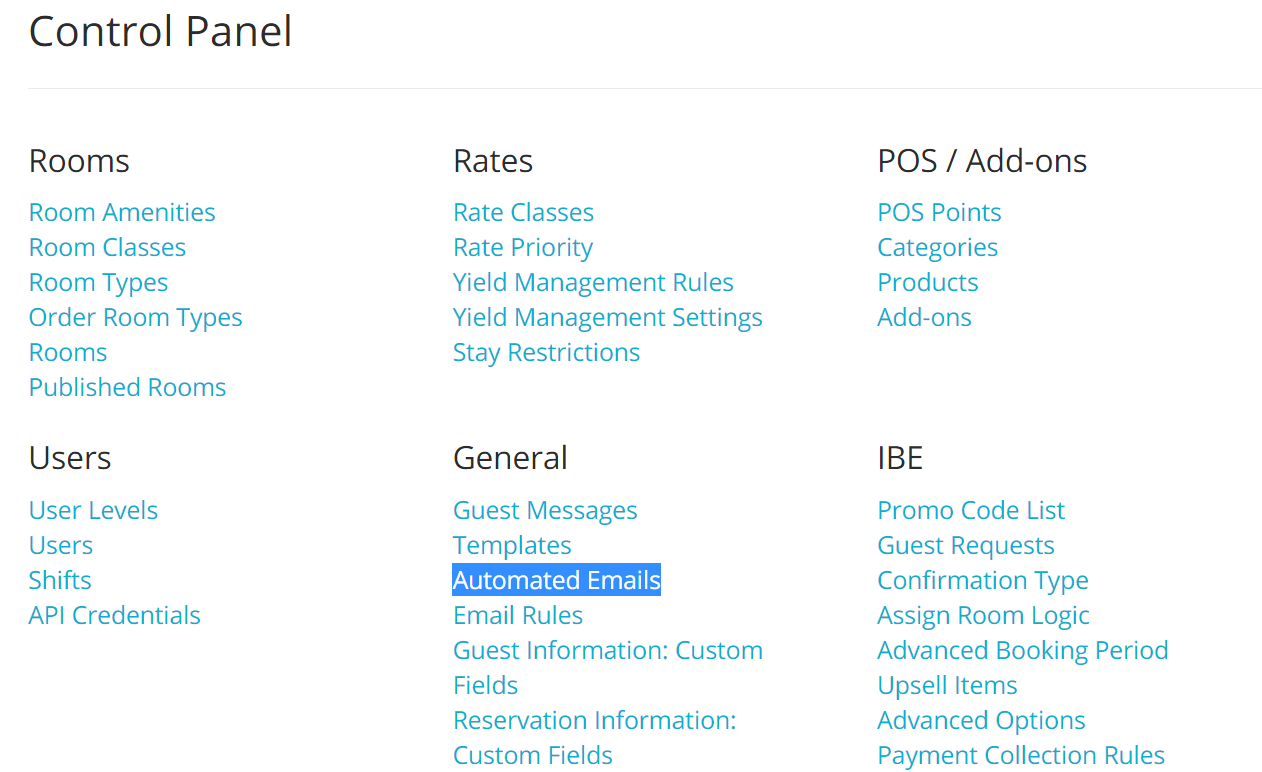 Control Panel
Rooms
Room Amenities
Room Classes
Room Types
Order Room Types
Rooms
Published Rooms
Rates
Rate Classes
Rate Priority
Yield Management Rules
Yield Management Settings
Stay Restrictions
POS / Add-ons
POS Points
Categories
Products
Add-ons
Users
User Levels
Users
Shifts
API Credentials
General
Guest Messages
Templates
Automated Emails
Email Rules
Guest Information: Custom
Fields
Reservation Information:
Custom Fields
IBE
Promo Code List
Guest Requests
Confirmation Type
Assign Room Logic
Advanced Booking Period
Upsell Items
Advanced Options
Payment Collection Rules